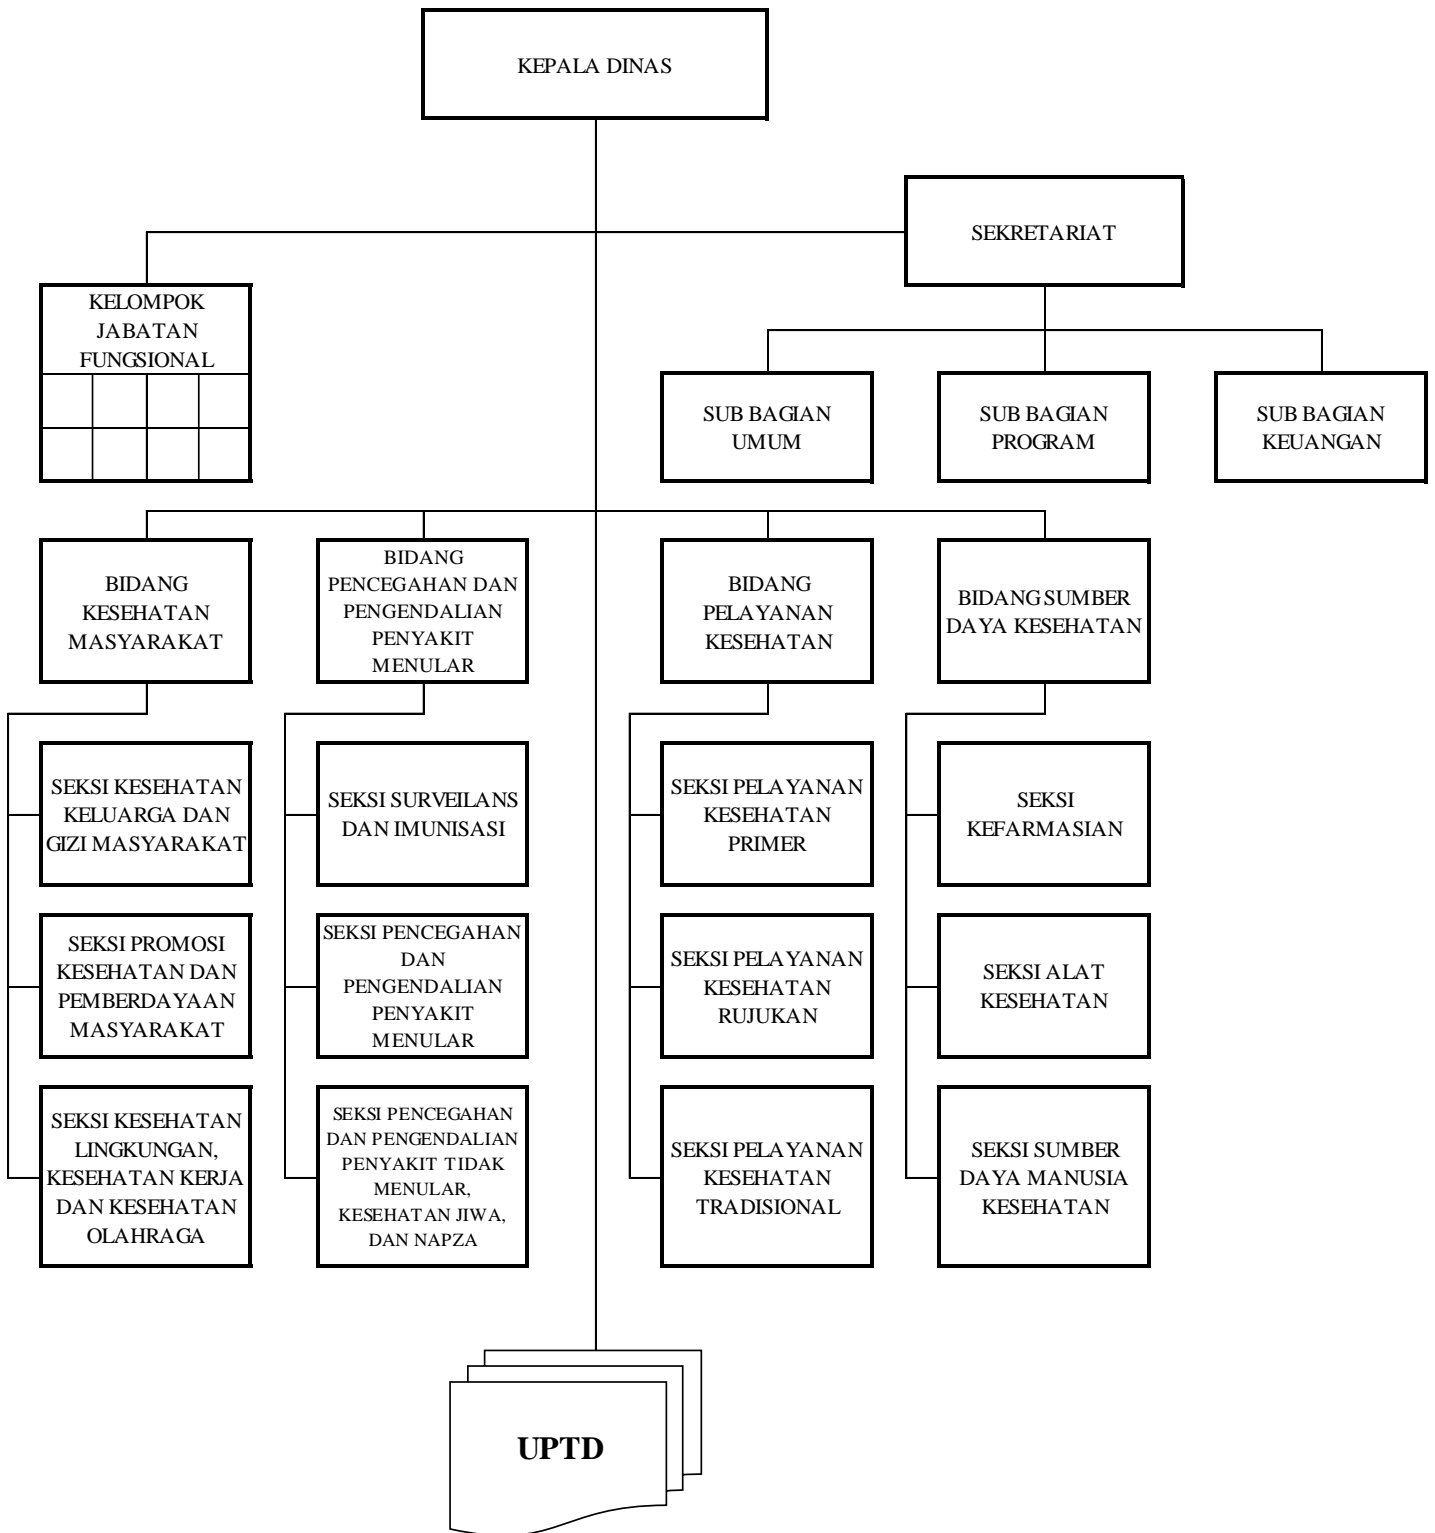 KEPALA DINAS
SEKRETARIAT
KELOMPOK
JABATAN
FUNGSIONAL
SUB BAGIAN
UMUM
SUB BAGIAN
PROGRAM
SUB BAGIAN
KEUANGAN
BIDANG
KESEHATAN
MASYARAKAT
BIDANG
PENCEGAHAN DAN
PENGENDALIAN
PENYAKIT
MENULAR
BIDANG
PELAYANAN
KESEHATAN
BIDANG SUMBER
DAYA KESEHATAN
SEKSI KESEHATAN
KELUARGA DAN
GIZI MASYARAKAT
SEKSI SURVEILANS
DAN IMUNISASI
SEKSI PELAYANAN
KESEHATAN
PRIMER
SEKSI
KEFARMASIAN
SEKSI PROMOSI
KESEHATAN DAN
PEMBERDAYAAN
MASYARAKAT
SEKSI PENCEGAHAN
DAN
PENGENDALIAN
PENYAKIT
MENULAR
SEKSI PELAYANAN
KESEHATAN
RUJUKAN
SEKSI ALAT
KESEHATAN
SEKSI KESEHATAN
LINGKUNGAN,
KESEHATAN KERJA
DAN KESEHATAN
OLAHRAGA
SEKSI PENCEGAHAN
DAN PENGENDALIAN
PENYAKIT TIDAK
MENULAR,
KESEHATAN JIWA,
DAN NAPZA
SEKSI PELAYANAN
KESEHATAN
TRADISIONAL
SEKSI SUMBER
DAYA MANUSIA
KESEHATAN
UPTD